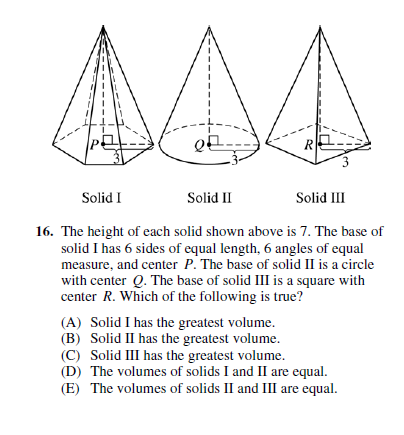 P
3
Q
3
R
3
Solid I
Solid II
Solid III
16. The height of each solid shown above is 7. The base of
solid I has 6 sides of equal length, 6 angles of equal
measure, and center P. The base of solid II is a circle
with center Q. The base of solid III is a square with
center R. Which of the following is true?
(A) Solid I has the greatest volume.
(B) Solid II has the greatest volume.
(C) Solid III has the greatest volume.
(D) The volumes of solids I and II are equal.
(E) The volumes of solids II and III are equal.